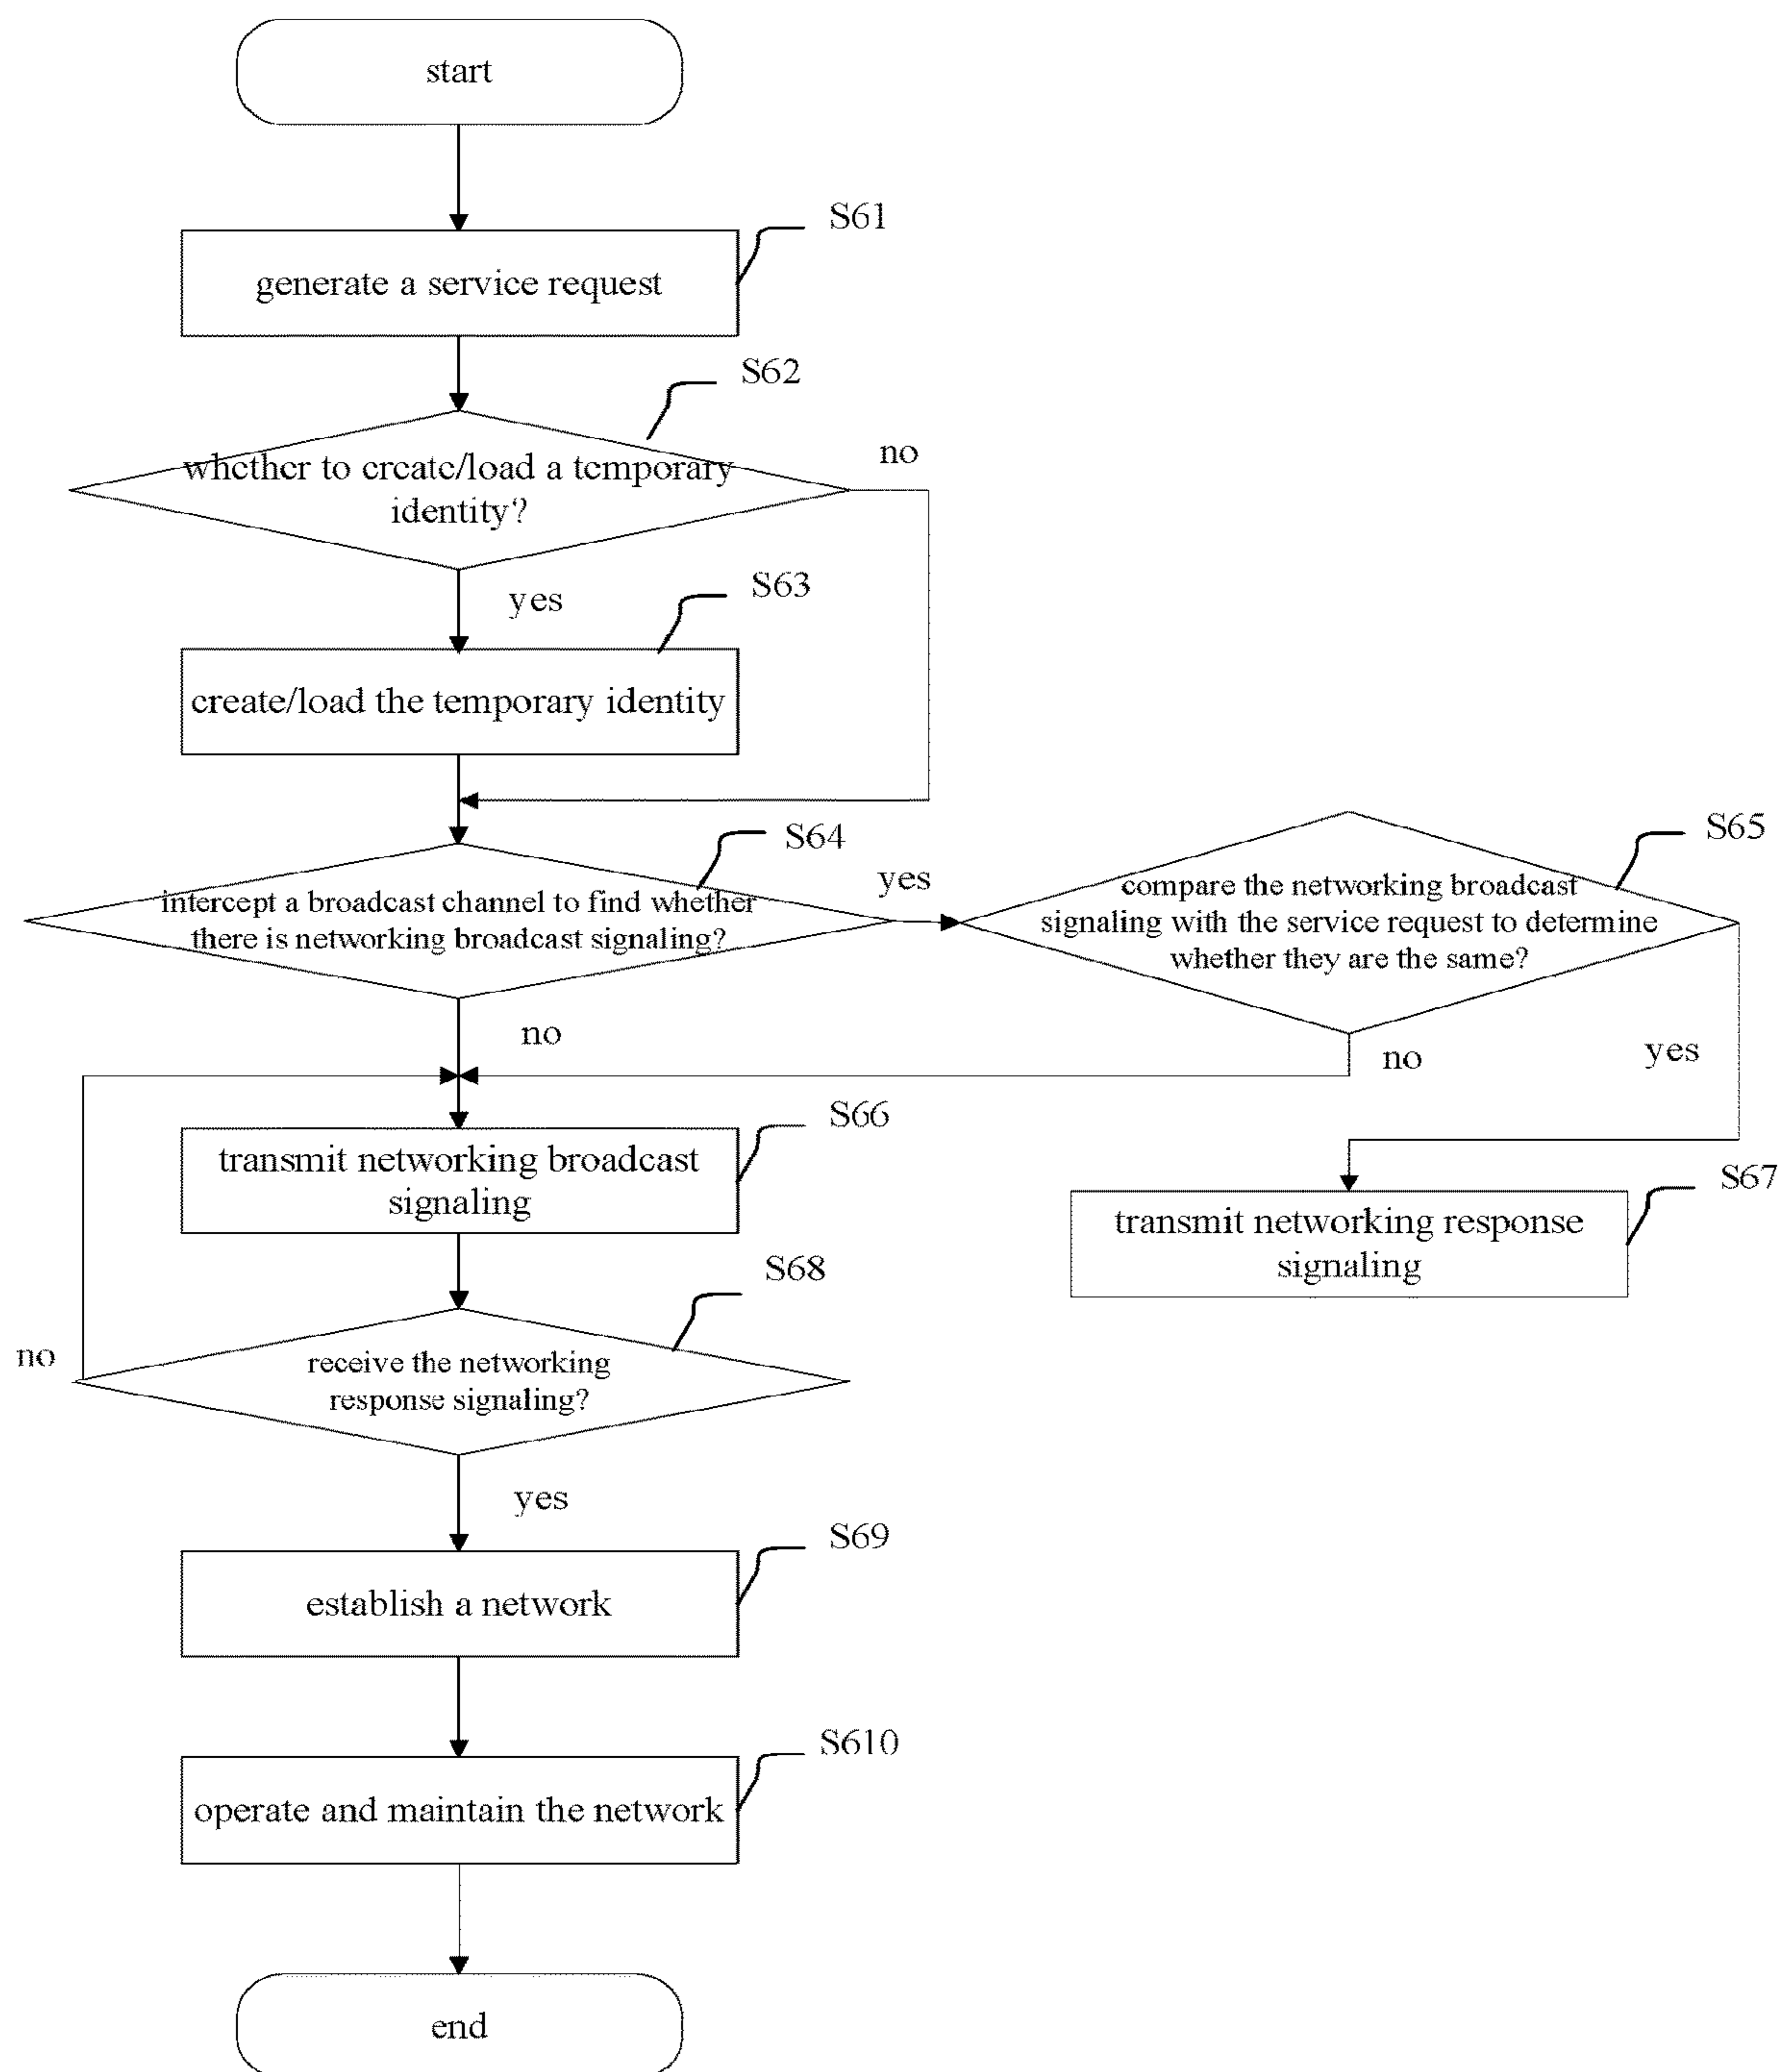 start
S61
generate a service request
S62
whether to create/load a temporary
identity?
no
yes
S63
create/load the temporary identity
S64
intercept a broadcast channel to find whether
there is networking broadcast signaling?
yes
S65
compare the networking broadcast
signaling with the service request to determine
whether they are the same?
no
no
yes
S66
transmit networking broadcast
signaling
S67
transmit networking response
signaling
S68
receive the networking
response signaling?
no
yes
S69
establish a network
S610
operate and maintain the network
end